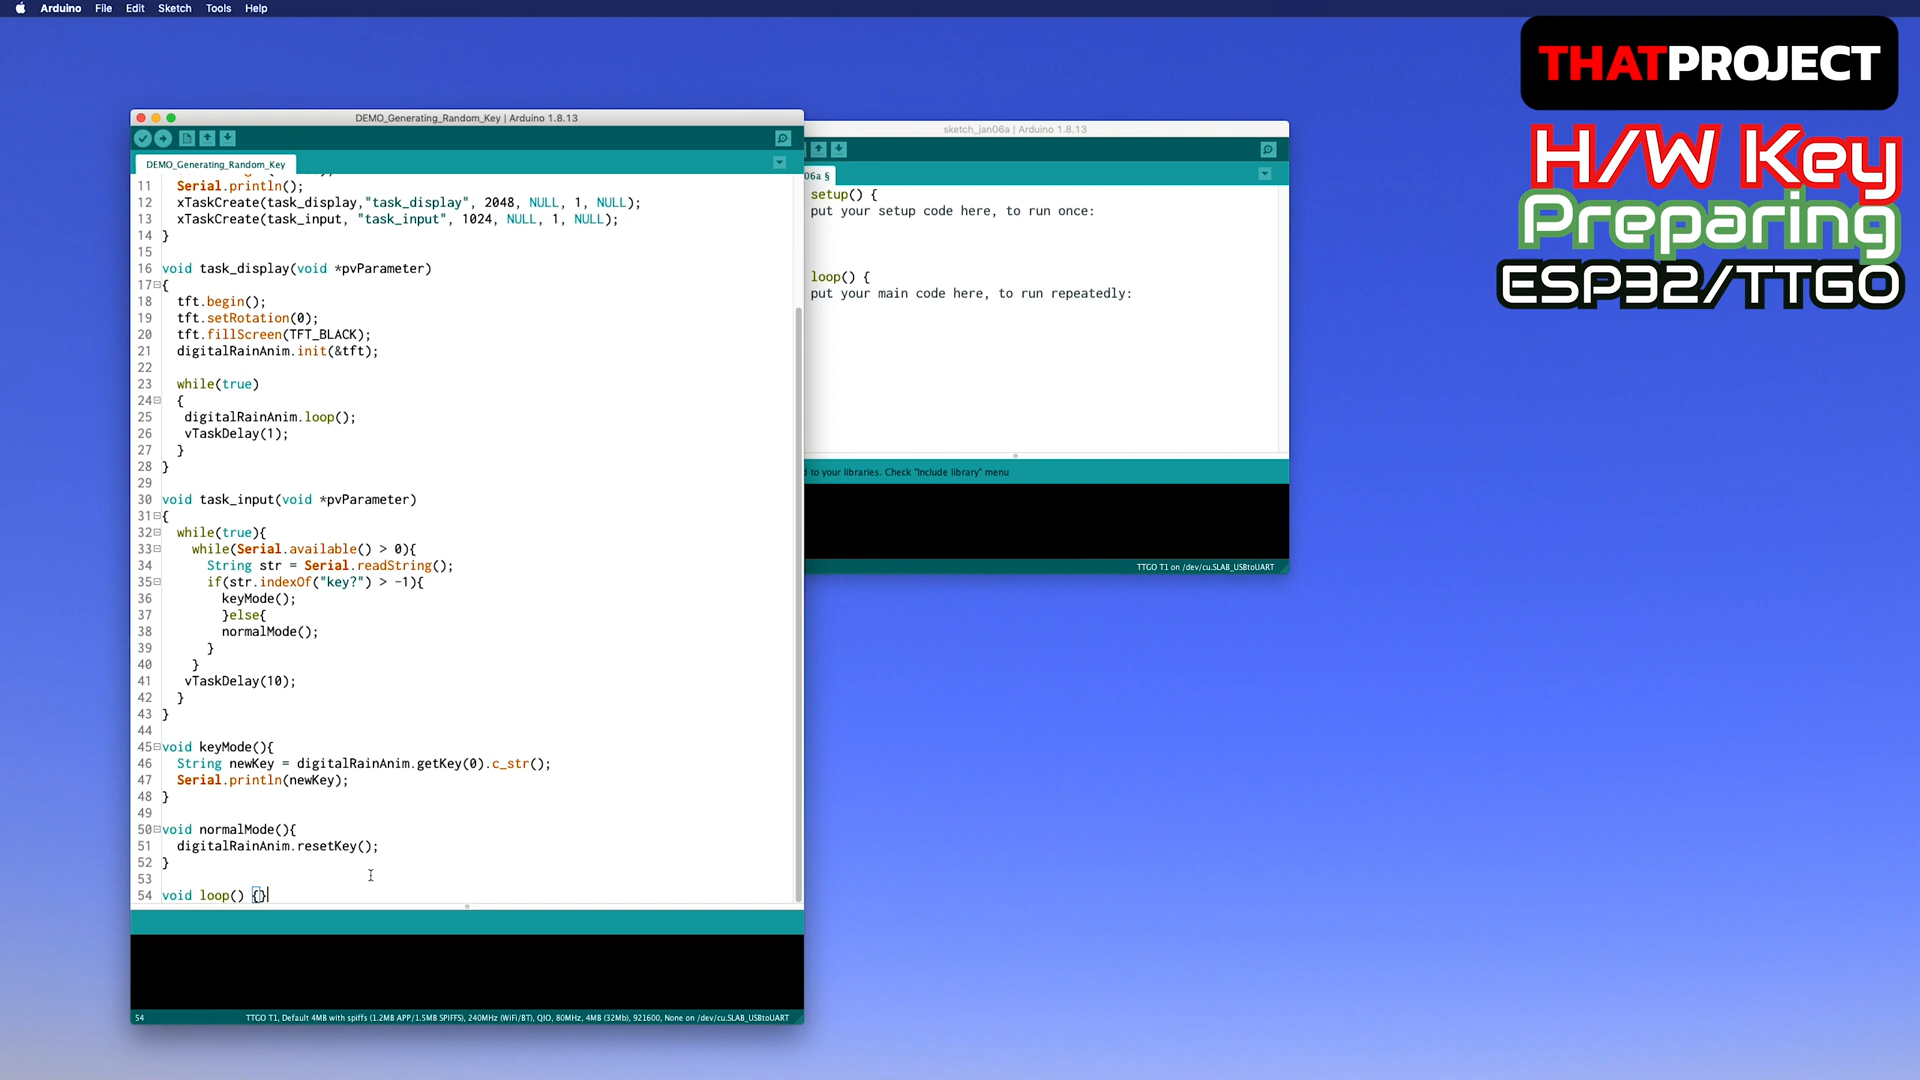 Arduino File Edit Sketch Tools Help
THATPROJECT
H/W Key
Preparing
ESP32/TTGO
DEMO_Generating_Random_Key | Arduino 1.8.13
DEMO_Generating_Random_Key
11 Serial.println();
12 xTaskCreate(task_display,"task_display", 2048, NULL, 1, NULL);
13 xTaskCreate(task_input, "task_input", 1024, NULL, 1, NULL);
14 }
15
16 void task_display(void *pvParameter)
17 {
18 tft.begin();
19 tft.setRotation(0);
20 tft.fillScreen(TFT_BLACK);
21 digitalRainAnim.init(&tft);
22
23 while(true)
24 {
25 digitalRainAnim.loop();
26 vTaskDelay(1);
27 }
28 }
29
30 void task_input(void *pvParameter)
31 {
32 while(true){
33 while(Serial.available() > 0){
34 String str = Serial.readString();
35 if(str.indexOf("key?") > -1){
36 keyMode();
37 }else{
38 normalMode();
39 }
40 }
41 vTaskDelay(10);
42 }
43 }
44
45 void keyMode(){
46 String newKey = digitalRainAnim.getKey(0).c_str();
47 Serial.println(newKey);
48 }
49
50 void normalMode(){
51 digitalRainAnim.resetKey();
52 }
53
54 void loop() {}
54 TTGO T1, Default 4MB with spiffs (1.2MB APP/1.5MB SPIFFS), 240MHz (WiFi/BT), QIO, 80MHz, 4MB (32Mb), 921600, None on /dev/cu.SLAB_USBtoUART
sketch_jan06a | Arduino 1.8.13
06a §
setup() {
put your setup code here, to run once:
loop() {
put your main code here, to run repeatedly:
to your libraries. Check "Include library" menu
TTGO T1 on /dev/cu.SLAB_USBtoUART